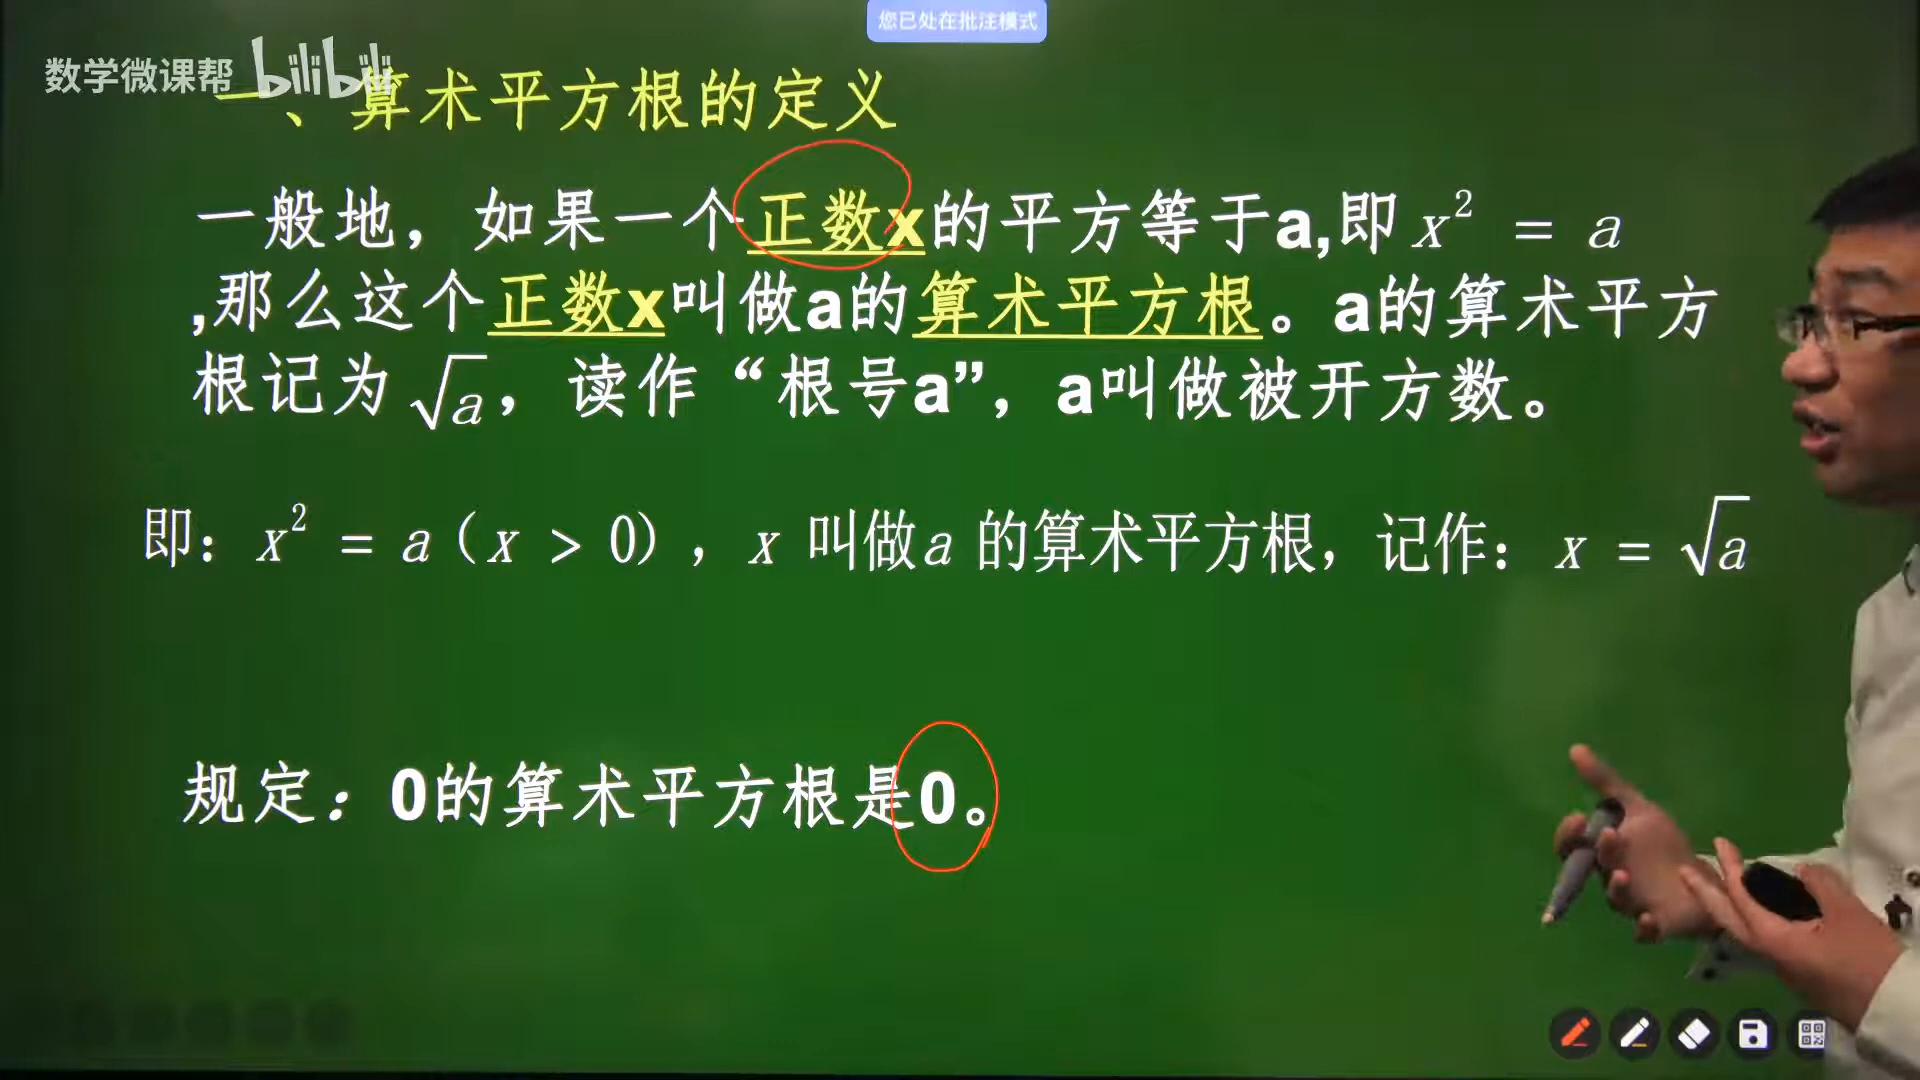 您已处在批注模式
数学微课帮 bilibili
一、算术平方根的定义
一般地，如果一个正数x的平方等于a,即 x² = a
,那么这个正数x叫做a的算术平方根。a的算术平方
根记为 √a，读作“根号a”，a叫做被开方数。
即：x² = a（x > 0），x 叫做a 的算术平方根，记作：x = √a
规定：0的算术平方根是0。